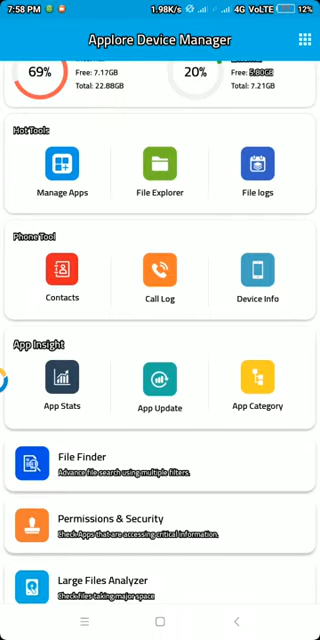 7:58 PM 1.98K/s 4G VoLTE 12%
Applore Device Manager
69% Free: 7.17GB
Total: 22.88GB
20% Free: 5.80GB
Total: 7.21GB
Hot Tools
Manage Apps File Explorer File logs
Phone Tool
Contacts Call Log Device Info
App Insight
App Stats App Update App Category
File Finder
Advance file search using multiple filters.
Permissions & Security
Check Apps that are accessing critical information.
Large Files Analyzer
Check files taking major space